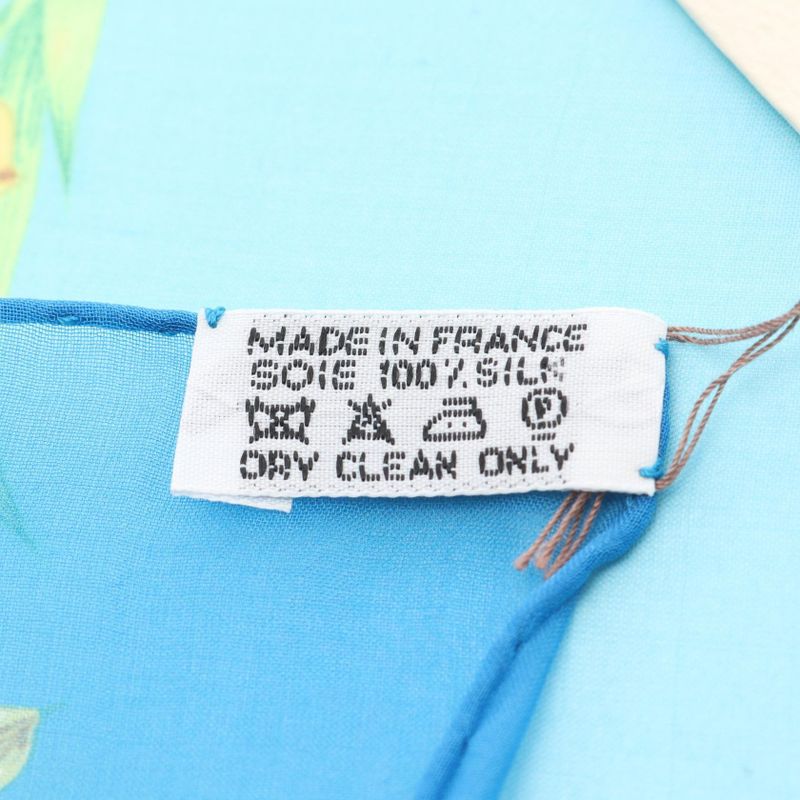 MADE IN FRANCE
SOIE 100% SILK
P
DRY CLEAN ONLY